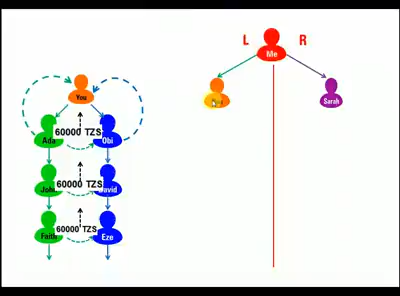 L R
Me
You
Sarah
Ada 60000 TZS Obi
John 60000 TZS David
Faith 60000 TZS Eze